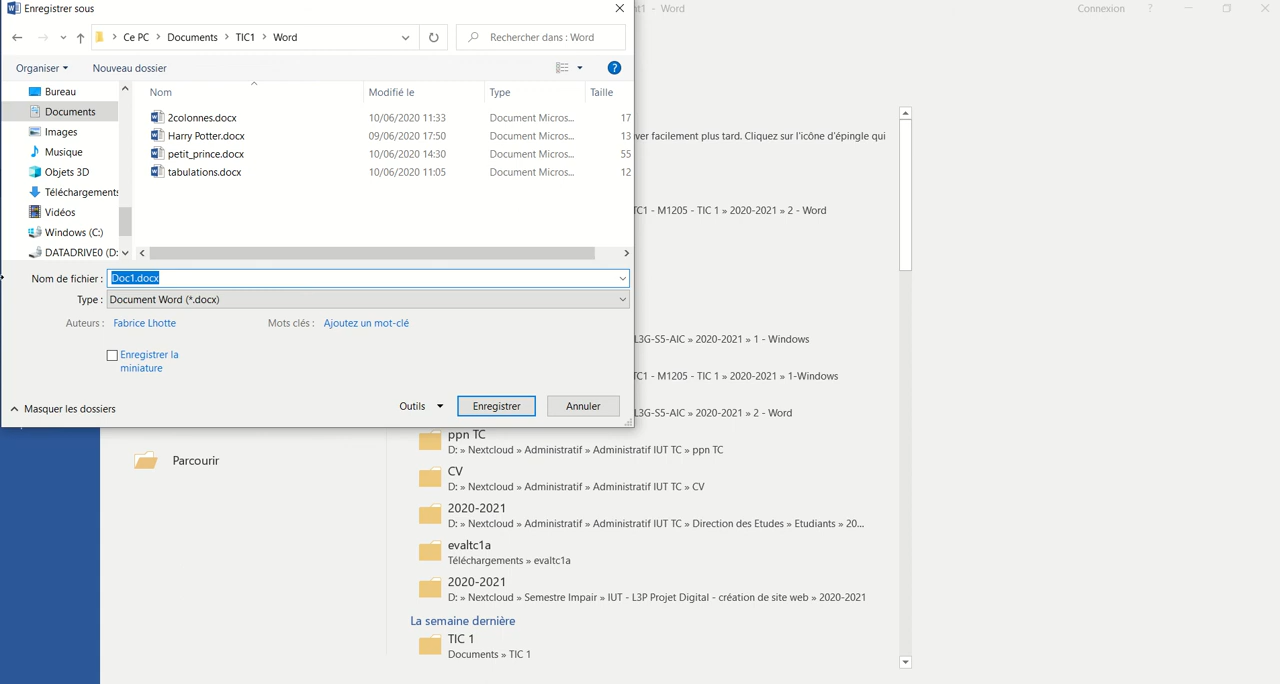 Enregistrer sous
nt1 - Word
Connexion ?
Ce PC > Documents > TIC1 > Word
Rechercher dans : Word
Organiser
Nouveau dossier
?
Nom
Modifié le
Type
Taille
Bureau
Documents
Images
Musique
Objets 3D
Téléchargements
Vidéos
Windows (C:)
DATADRIVE0 (D:
2colonnes.docx 10/06/2020 11:33 Document Micros... 17
Harry Potter.docx 09/06/2020 17:50 Document Micros... 13
petit_prince.docx 10/06/2020 14:30 Document Micros... 55
tabulations.docx 10/06/2020 11:05 Document Micros... 12
Nom de fichier : Doc1.docx
Type : Document Word (*.docx)
Auteurs : Fabrice Lhotte
Mots clés : Ajoutez un mot-clé
Enregistrer la
miniature
Masquer les dossiers
Outils
Enregistrer
Annuler
ver facilement plus tard. Cliquez sur l'icône d'épingle qui
TC1 - M1205 - TIC 1 » 2020-2021 » 2 - Word
L3G-S5-AIC » 2020-2021 » 1 - Windows
TC1 - M1205 - TIC 1 » 2020-2021 » 1-Windows
L3G-S5-AIC » 2020-2021 » 2 - Word
Parcourir
ppn TC
D: » Nextcloud » Administratif » Administratif IUT TC » ppn TC
CV
D: » Nextcloud » Administratif » Administratif IUT TC » CV
2020-2021
D: » Nextcloud » Administratif » Administratif IUT TC » Direction des Etudes » Etudiants » 20...
evaltc1a
Téléchargements » evaltc1a
2020-2021
D: » Nextcloud » Semestre Impair » IUT - L3P Projet Digital - création de site web » 2020-2021
La semaine dernière
TIC 1
Documents » TIC 1